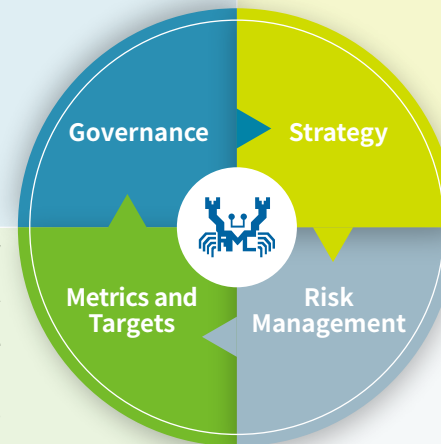 Governance
Strategy
Metrics and
Targets
Risk
Management